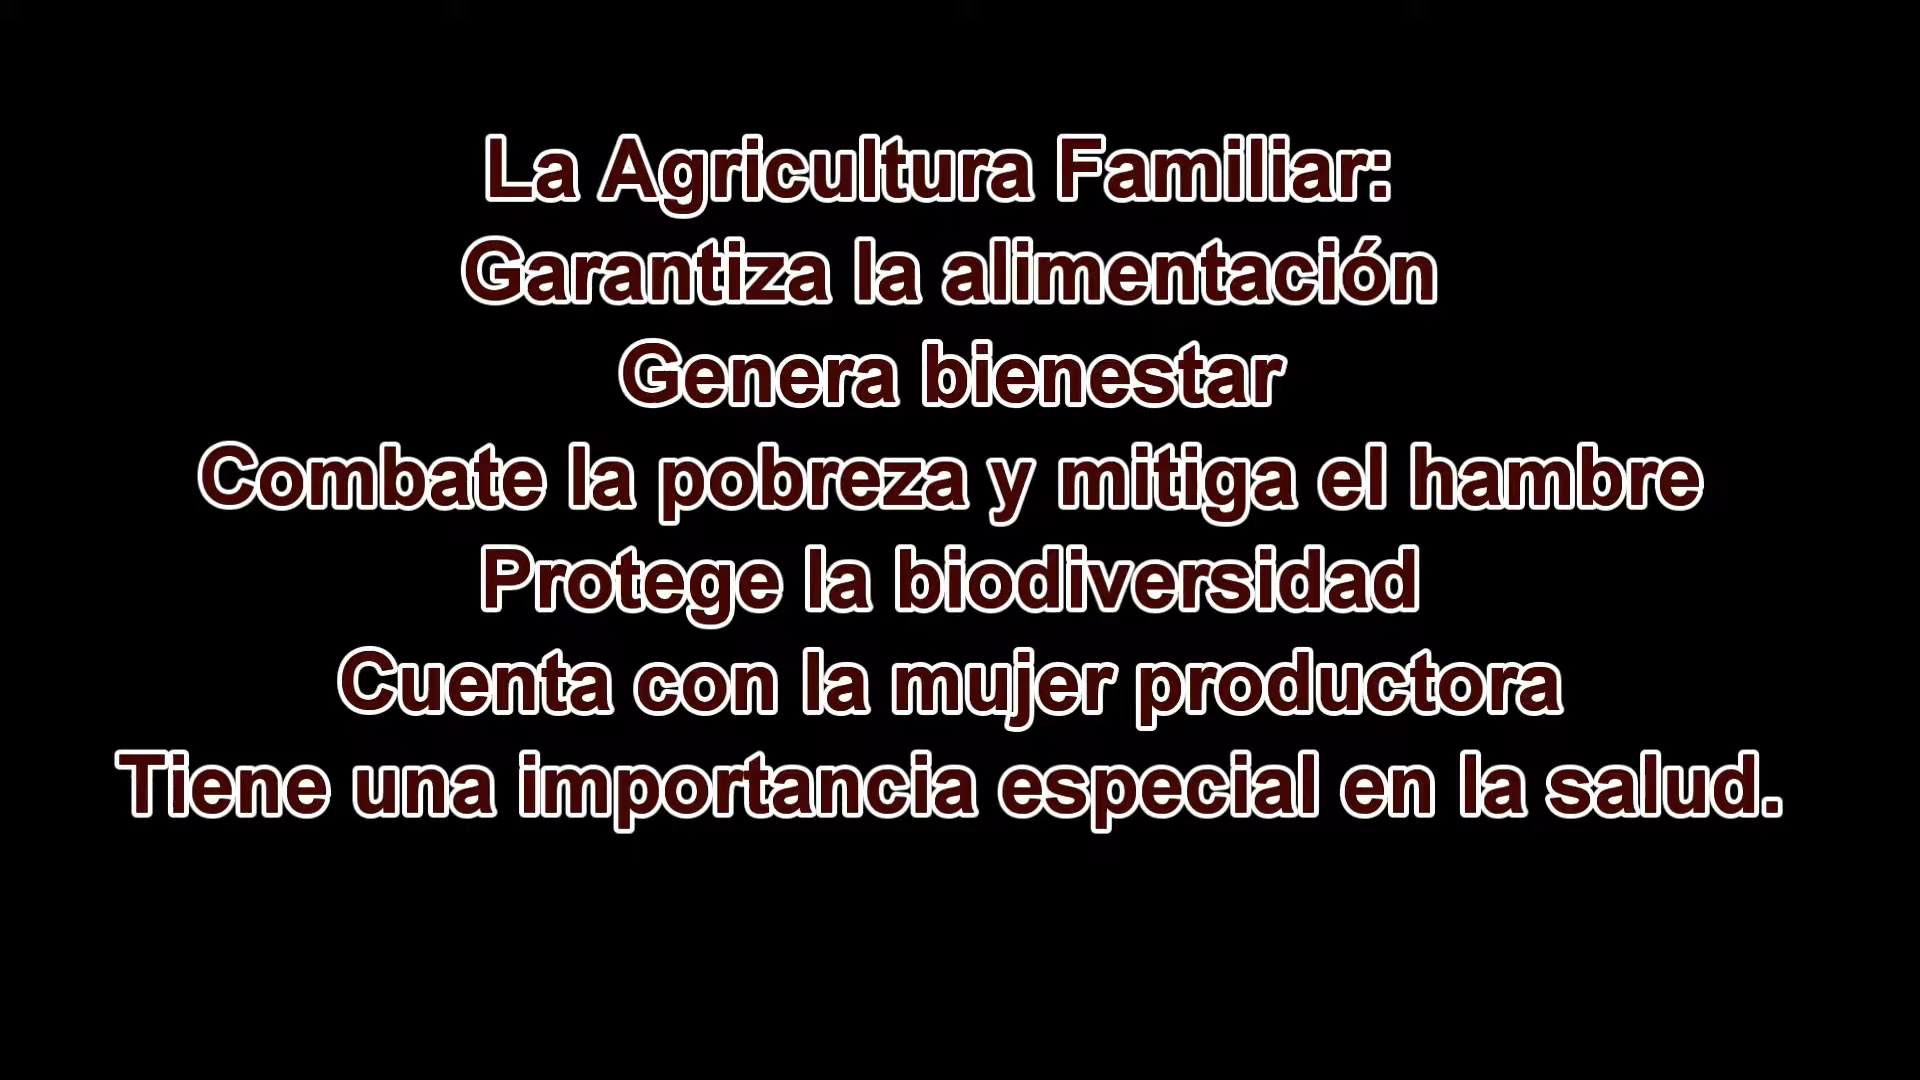 La Agricultura Familiar:
Garantiza la alimentación
Genera bienestar
Combate la pobreza y mitiga el hambre
Protege la biodiversidad
Cuenta con la mujer productora
Tiene una importancia especial en la salud.